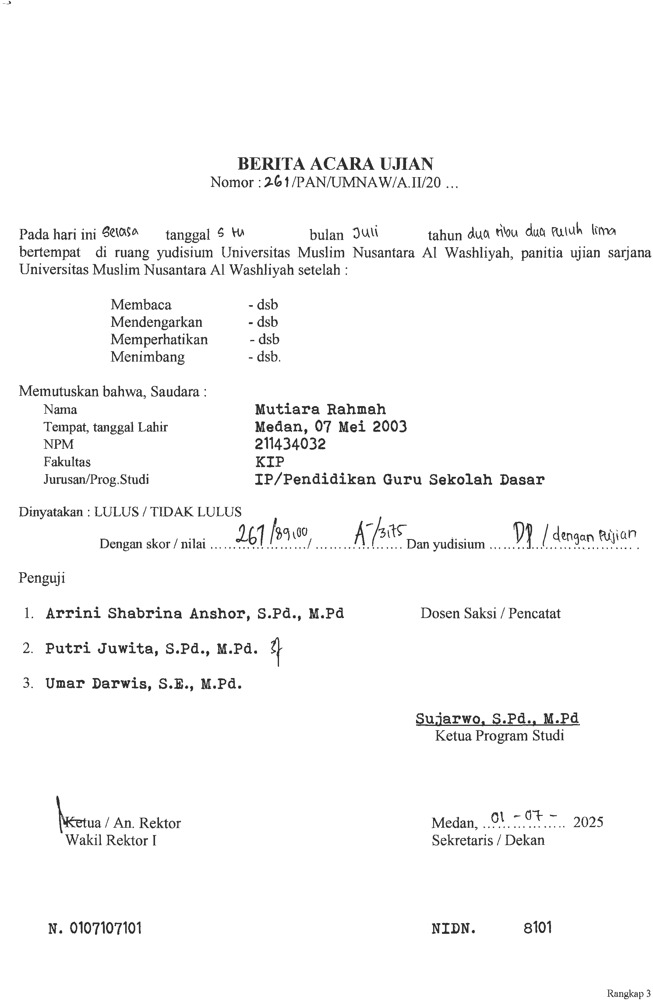 BERITA ACARA UJIAN
Nomor : 261/PAN/UMNAW/A.II/20 ...
Pada hari ini Selasa tanggal S tu bulan Juli tahun dua ribu dua puluh lima
bertempat di ruang yudisium Universitas Muslim Nusantara Al Washliyah, panitia ujian sarjana
Universitas Muslim Nusantara Al Washliyah setelah :
Membaca - dsb
Mendengarkan - dsb
Memperhatikan - dsb
Menimbang - dsb.
Memutuskan bahwa, Saudara :
Nama Mutiara Rahmah
Tempat, tanggal Lahir Medan, 07 Mei 2003
NPM 211434032
Fakultas KIP
Jurusan/Prog.Studi IP/Pendidikan Guru Sekolah Dasar
Dinyatakan : LULUS / TIDAK LULUS
Dengan skor / nilai 267/89,00 / A-/3,75 Dan yudisium DP / dengan Pujian
Penguji
1. Arrini Shabrina Anshor, S.Pd., M.Pd Dosen Saksi / Pencatat
2. Putri Juwita, S.Pd., M.Pd.
3. Umar Darwis, S.E., M.Pd.
Sujarwo, S.Pd., M.Pd
Ketua Program Studi
Ketua / An. Rektor Medan, 01 - 07 - 2025
Wakil Rektor I Sekretaris / Dekan
N. 0107107101 NIDN. 8101
Rangkap 3